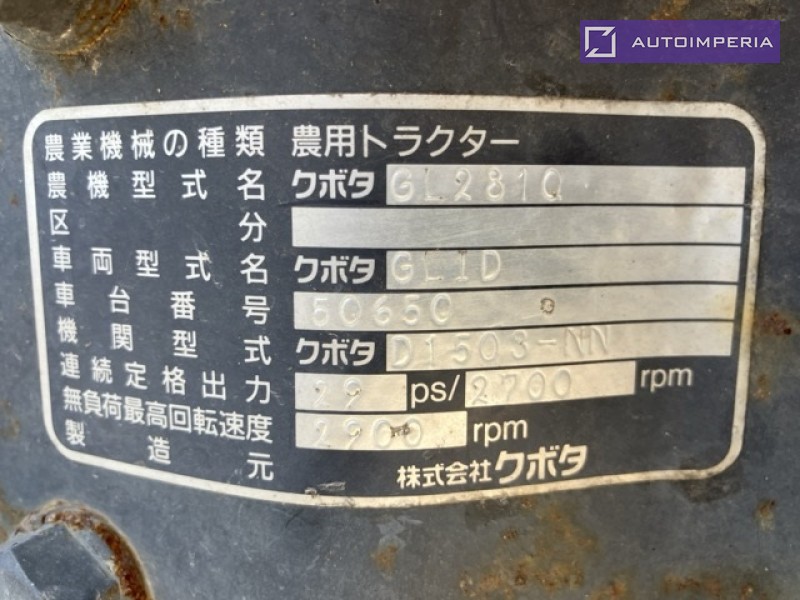 AUTOIMPERIA
農業機械の種類 農用トラクター
農機型式名 クボタ GL281Q
区分
車両型式名 クボタ GL1D
車台番号 50650
機関型式 クボタ D1503-NN
連続定格出力 29 ps/2700 rpm
無負荷最高回転速度 2900 rpm
製造元 株式会社クボタ